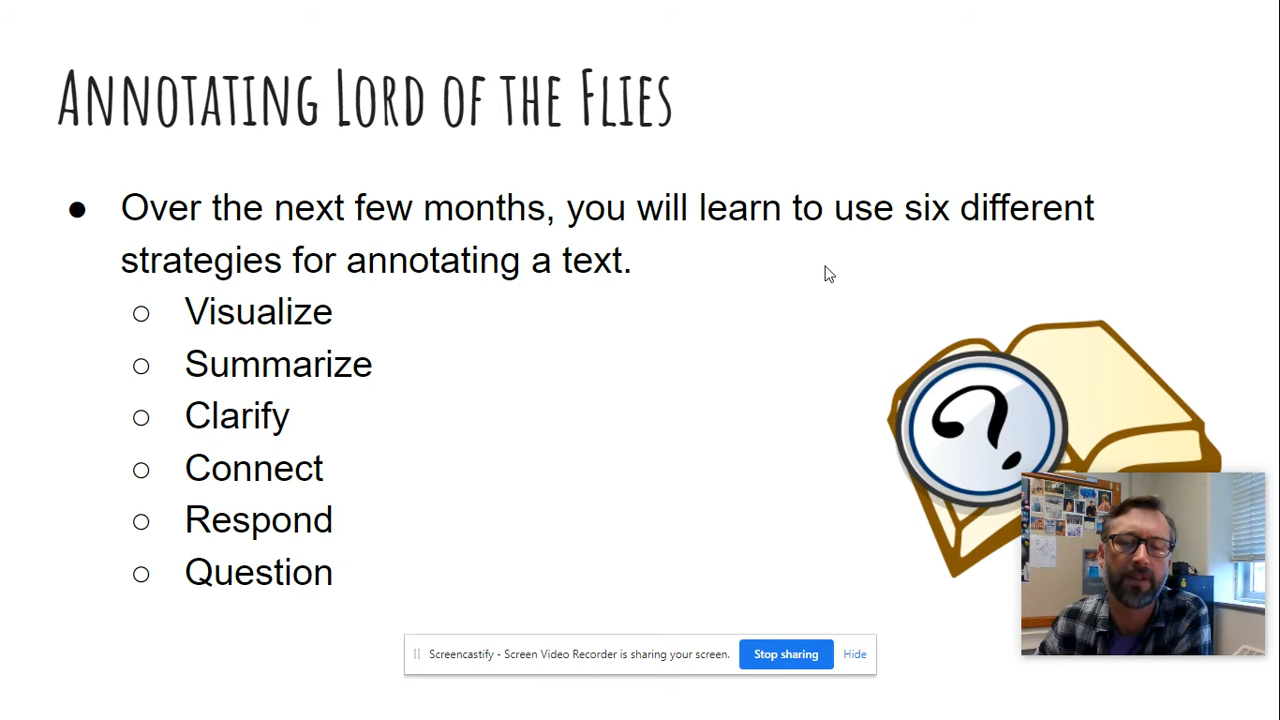 Annotating Lord of the Flies
● Over the next few months, you will learn to use six different
strategies for annotating a text.
○ Visualize
○ Summarize
○ Clarify
○ Connect
○ Respond
○ Question
?
Screencastify - Screen Video Recorder is sharing your screen. Stop sharing Hide